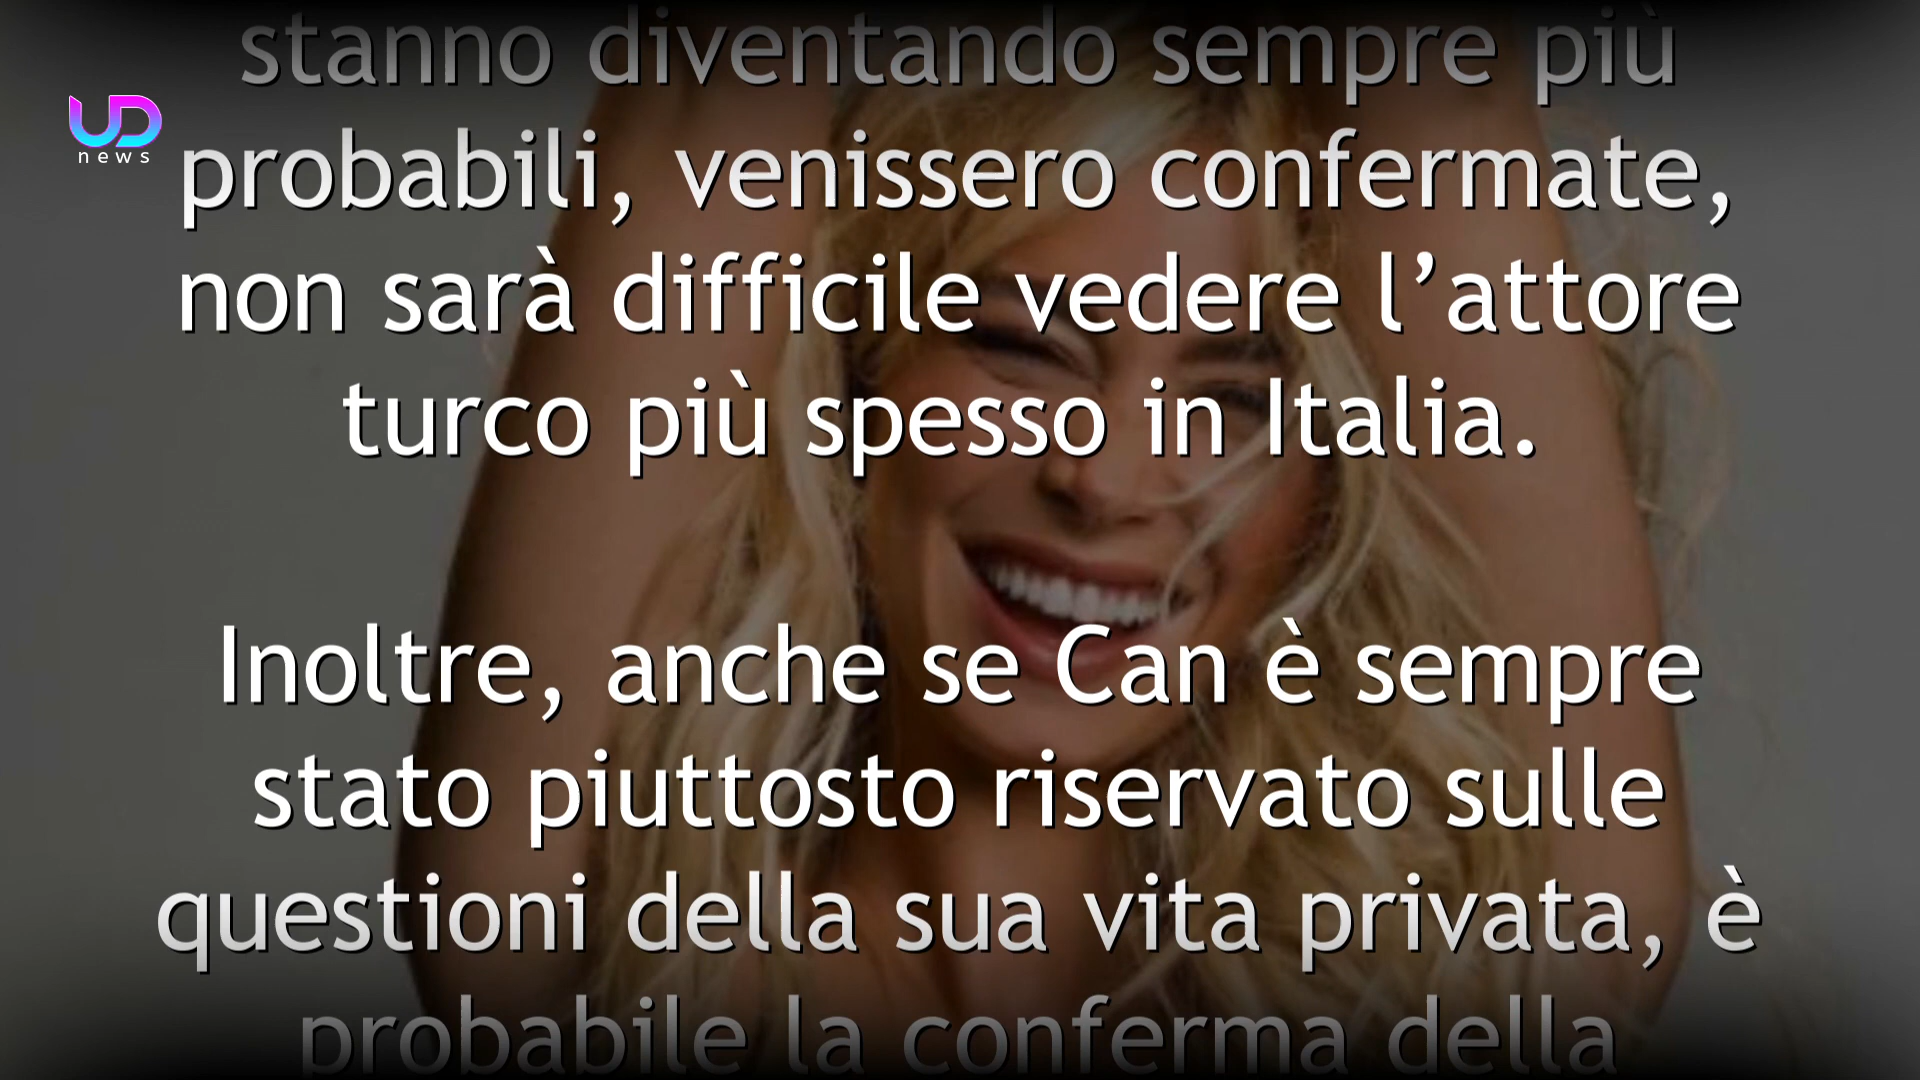 stanno diventando sempre più
UD
news
probabili, venissero confermate,
non sarà difficile vedere l’attore
turco più spesso in Italia.
Inoltre, anche se Can è sempre
stato piuttosto riservato sulle
questioni della sua vita privata, è
probabile la conferma della